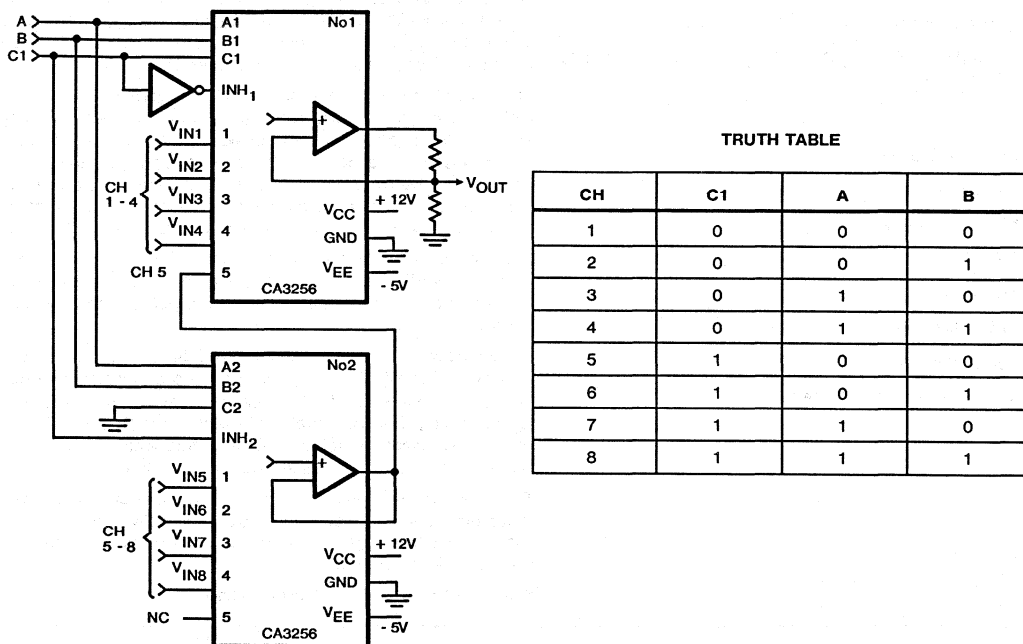 A
B
C1
A1
B1
C1
INH1
No1
VIN1
VIN2
VIN3
VIN4
CH
1 - 4
CH 5
1
2
3
4
5
+
VOUT
VCC
+ 12V
GND
VEE
- 5V
CA3256
A2
B2
C2
INH2
No2
VIN5
VIN6
VIN7
VIN8
CH
5 - 8
NC
1
2
3
4
5
+
VCC
+ 12V
GND
VEE
- 5V
CA3256
TRUTH TABLE
CH C1 A B
1 0 0 0
2 0 0 1
3 0 1 0
4 0 1 1
5 1 0 0
6 1 0 1
7 1 1 0
8 1 1 1